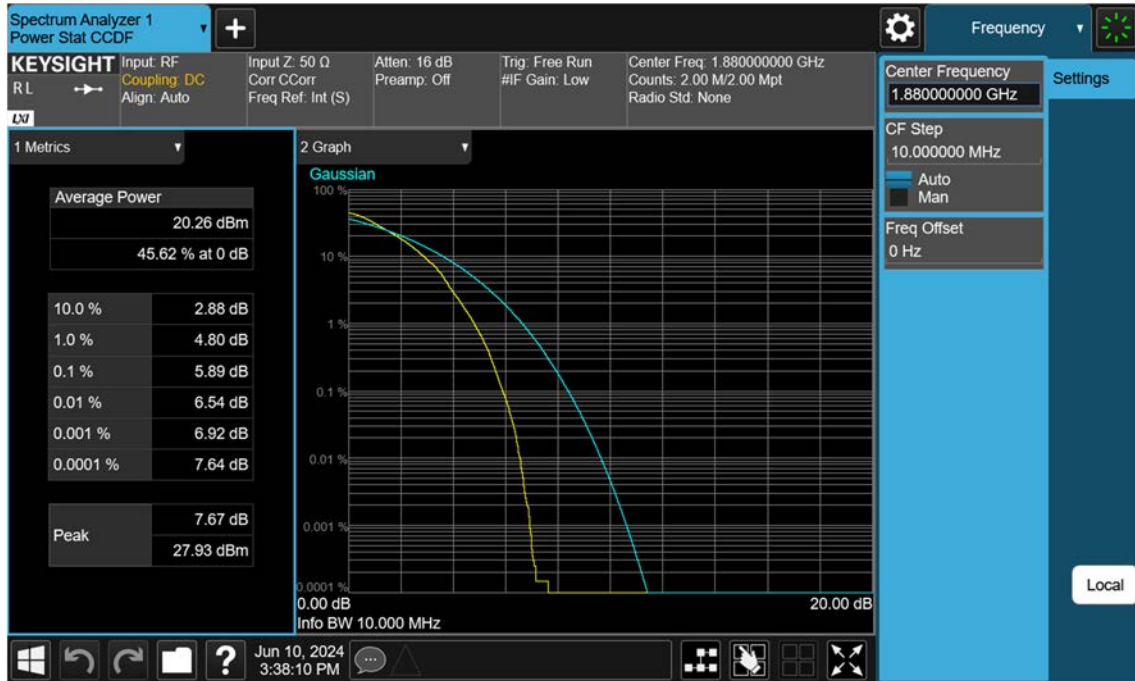 Spectrum Analyzer 1
Power Stat CCDF
+
Frequency
KEYSIGHT
R L
LXI
Input: RF
Coupling: DC
Align: Auto
Input Z: 50 Ω
Corr CCorr
Freq Ref: Int (S)
Atten: 16 dB
Preamp: Off
Trig: Free Run
#IF Gain: Low
Center Freq: 1.880000000 GHz
Counts: 2.00 M/2.00 Mpt
Radio Std: None
Center Frequency
1.880000000 GHz
Settings
CF Step
10.000000 MHz
Auto
Man
Freq Offset
0 Hz
1 Metrics
Average Power
20.26 dBm
45.62 % at 0 dB
10.0 % 2.88 dB
1.0 % 4.80 dB
0.1 % 5.89 dB
0.01 % 6.54 dB
0.001 % 6.92 dB
0.0001 % 7.64 dB
Peak
7.67 dB
27.93 dBm
2 Graph
Gaussian
100 %
10 %
1 %
0.1 %
0.01 %
0.001 %
0.0001 %
0.00 dB 20.00 dB
Info BW 10.000 MHz
Local
?
Jun 10, 2024
3:38:10 PM